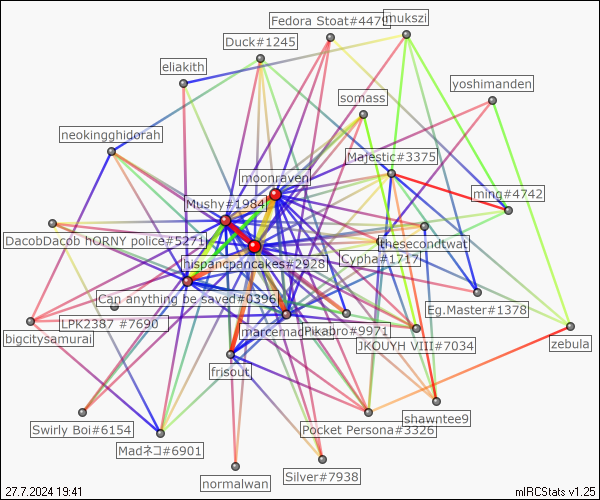 Fedora Stoat#4479
mukszi
Duck#1245
eliakith
yoshimanden
somass
neokingghidorah
Majestic#3375
moonraven
ming#4742
Mushy#1984
DacobDacob hORNY police#5271
thesecondtwat
Cypha#1717
hispancpancakes#2928
Can anything be saved#0396
Eg.Master#1378
LPK2387 #7690
marcemac
Pikabro#9971
bigcitysamurai
JKOUYH VIII#7034
zebula
frisout
shawntee9
Swirly Boi#6154
Pocket Persona#3326
Madネコ#6901
normalwan
Silver#7938
27.7.2024 19:41
mIRCStats v1.25